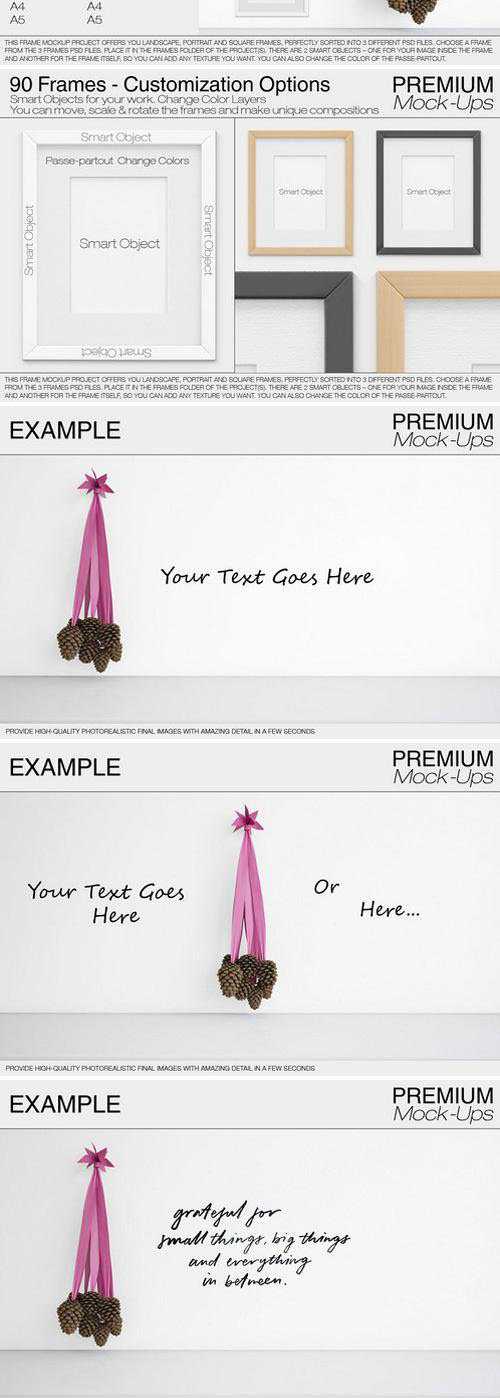 A4 A4
A5 A5
THIS FRAME MOCKUP PROJECT OFFERS YOU LANDSCAPE, PORTRAIT AND SQUARE FRAMES, PERFECTLY SORTED INTO 3 DIFFERENT PSD FILES. CHOOSE A FRAME
FROM THE 3 FRAMES PSD FILES, PLACE IT IN THE FRAMES FOLDER OF THE PROJECT(S). THERE ARE 2 SMART OBJECTS – ONE FOR YOUR IMAGE INSIDE THE FRAME
AND ANOTHER FOR THE FRAME ITSELF, SO YOU CAN ADD ANY TEXTURE YOU WANT. YOU CAN ALSO CHANGE THE COLOR OF THE PASSE-PARTOUT.
90 Frames - Customization Options
PREMIUM
Smart Objects for your work. Change Color Layers
Mock-Ups
You can move, scale & rotate the frames and make unique compositions
Smart Object
Passe-partout Change Colors
Smart Object
Smart Object
Smart Object
Smart Object
Smart Object
Smart Object
THIS FRAME MOCKUP PROJECT OFFERS YOU LANDSCAPE, PORTRAIT AND SQUARE FRAMES, PERFECTLY SORTED INTO 3 DIFFERENT PSD FILES. CHOOSE A FRAME
FROM THE 3 FRAMES PSD FILES, PLACE IT IN THE FRAMES FOLDER OF THE PROJECT(S). THERE ARE 2 SMART OBJECTS – ONE FOR YOUR IMAGE INSIDE THE FRAME
AND ANOTHER FOR THE FRAME ITSELF, SO YOU CAN ADD ANY TEXTURE YOU WANT. YOU CAN ALSO CHANGE THE COLOR OF THE PASSE-PARTOUT.
EXAMPLE
PREMIUM
Mock-Ups
Your Text Goes Here
PROVIDE HIGH-QUALITY PHOTOREALISTIC FINAL IMAGES WITH AMAZING DETAIL IN A FEW SECONDS
EXAMPLE
PREMIUM
Mock-Ups
Your Text Goes
Here
Or
Here...
PROVIDE HIGH-QUALITY PHOTOREALISTIC FINAL IMAGES WITH AMAZING DETAIL IN A FEW SECONDS
EXAMPLE
PREMIUM
Mock-Ups
grateful for
small things, big things
and everything
in between.